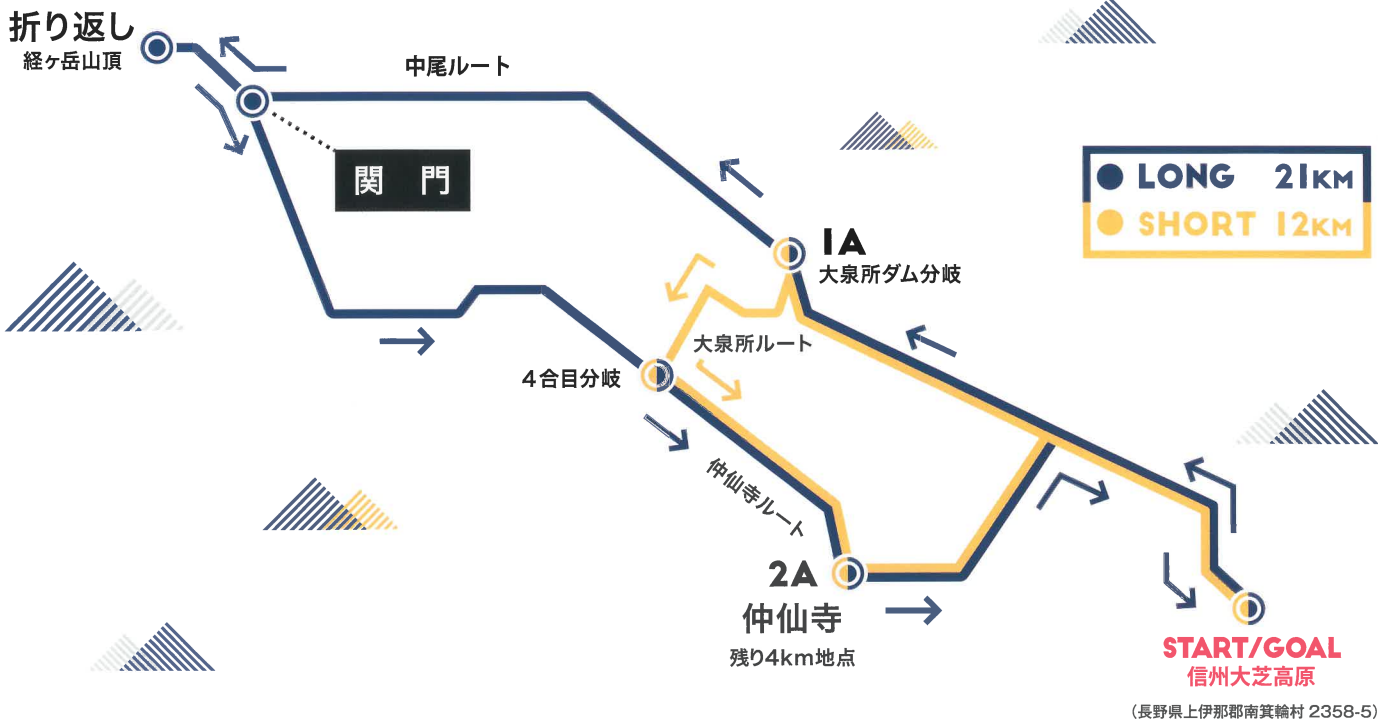 折り返し
経ヶ岳山頂
中尾ルート
関 門
LONG 21KM
SHORT 12KM
1A
大泉所ダム分岐
大泉所ルート
4合目分岐
仲仙寺ルート
2A
仲仙寺
残り4km地点
START/GOAL
信州大芝高原
(長野県上伊那郡南箕輪村 2358-5)